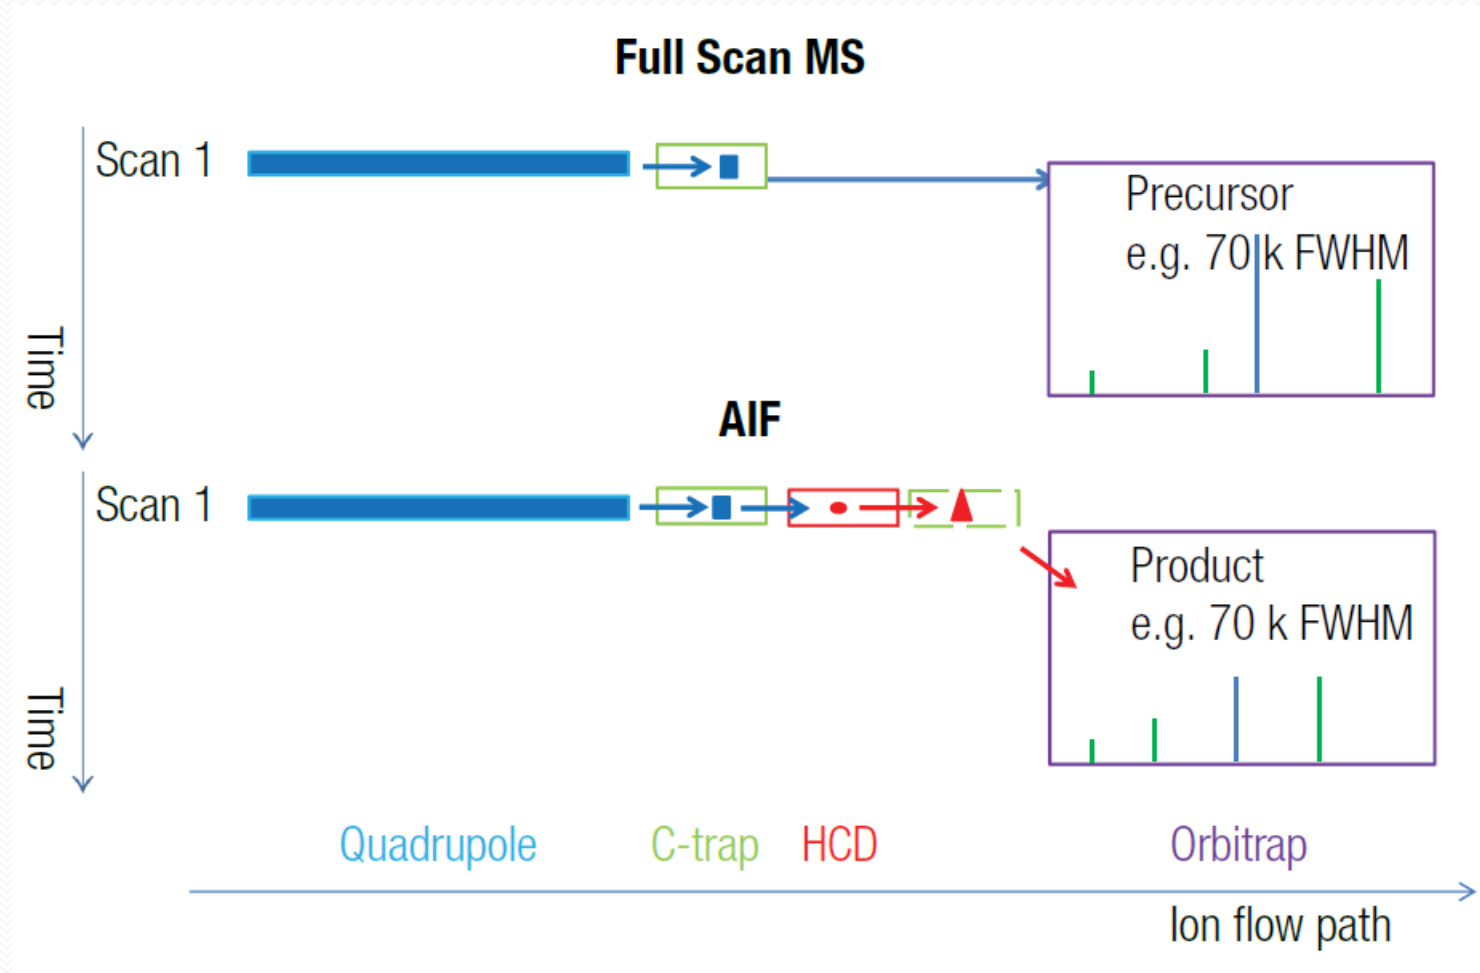 Full Scan MS
Scan 1
Precursor
e.g. 70 k FWHM
Time
AIF
Scan 1
Product
e.g. 70 k FWHM
Time
Quadrupole
C-trap
HCD
Orbitrap
Ion flow path